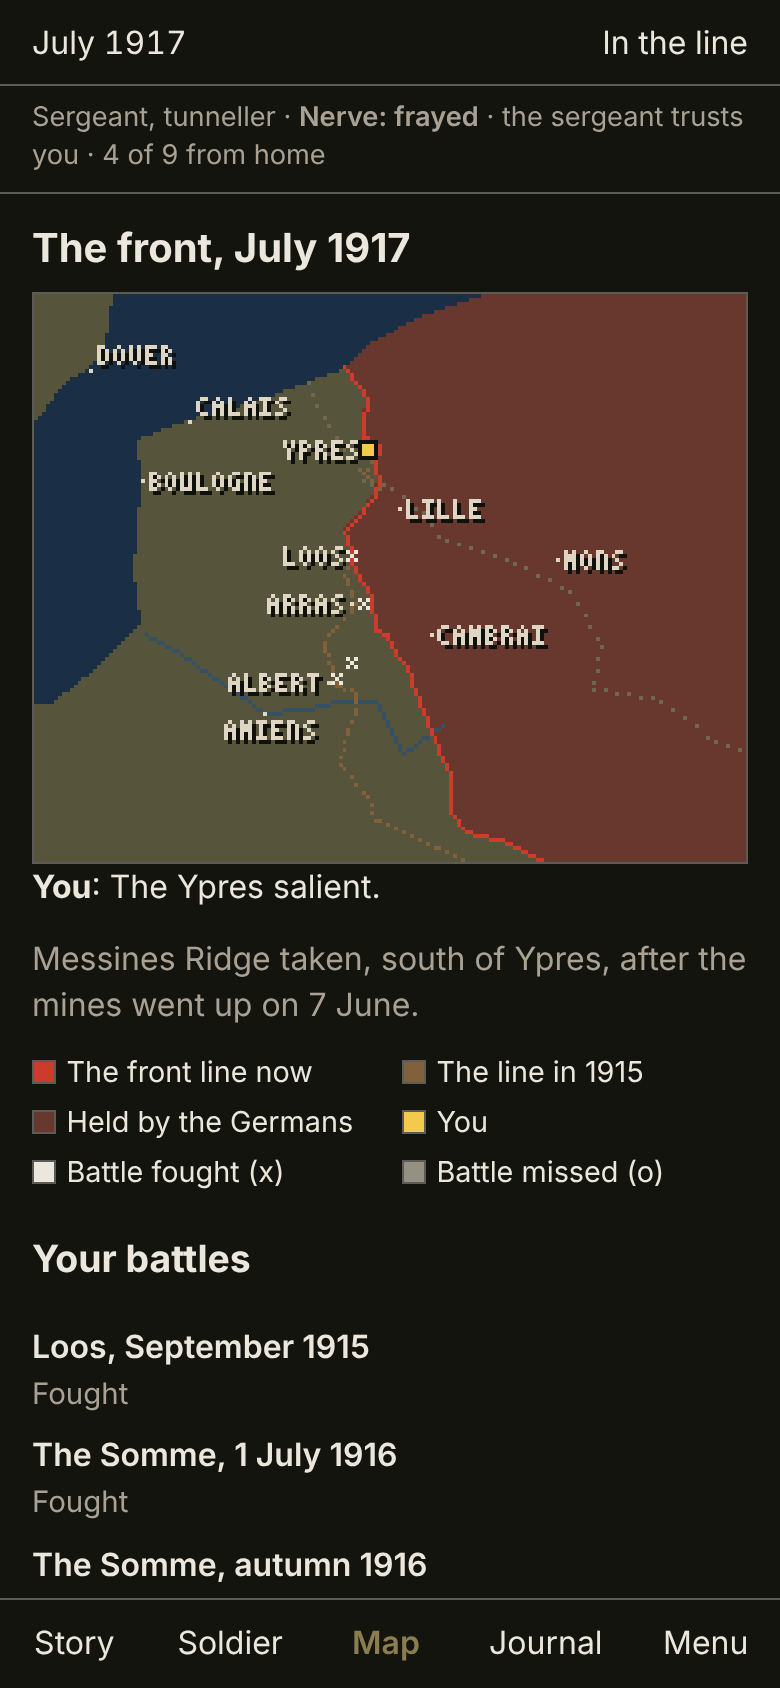 July 1917 In the line
Sergeant, tunneller · Nerve: frayed · the sergeant trusts
you · 4 of 9 from home
The front, July 1917
DOVER
CALAIS
YPRES
BOULOGNE
LILLE
LOOS
MONS
ARRAS
CAMBRAI
ALBERT
AMIENS
You: The Ypres salient.
Messines Ridge taken, south of Ypres, after the
mines went up on 7 June.
The front line now
The line in 1915
Held by the Germans
You
Battle fought (x)
Battle missed (o)
Your battles
Loos, September 1915
Fought
The Somme, 1 July 1916
Fought
The Somme, autumn 1916
Story Soldier Map Journal Menu